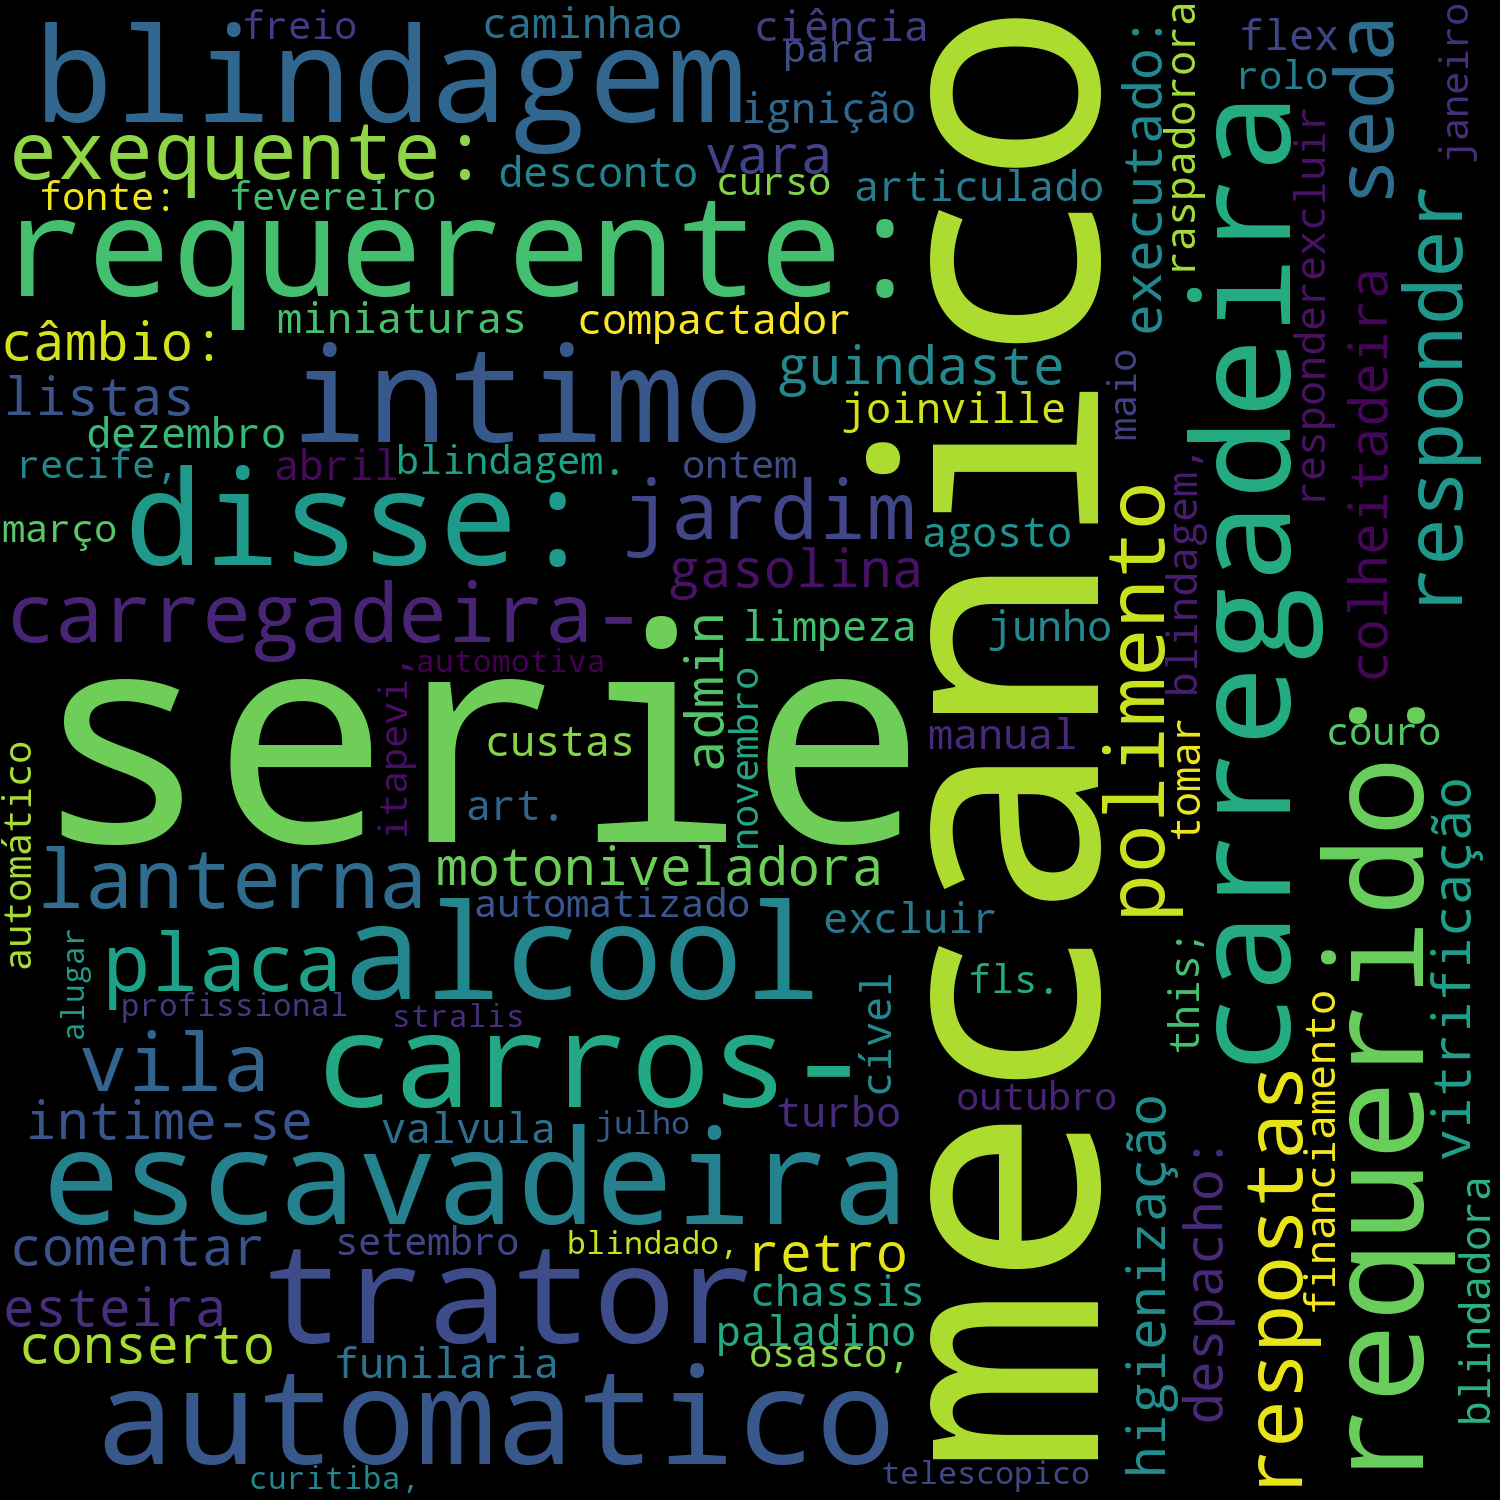 freio
caminhao
ciência
para
flex
rolo
janeiro
blindagem
ignição
seda
exequente:
desconto
vara
curso
articulado
fonte:
fevereiro
requerente:
executado:
raspadorora
responderexcluir
responder
miniaturas
compactador
câmbio:
guindaste
listas
intimo
joinville
maio
dezembro
recife,
abril
blindagem.
ontem
março
disse:
jardim
agosto
gasolina
carregadeira-
limpeza
junho
automotiva
itapevi,
admin
novembro
serie
custas
manual
art.
mecanico
polimento
blindagem,
tomar
carregadeira
colheitadeira
couro
automático
lanterna
motoniveladora
automatizado
excluir
placa
alcool
fls.
this;
alugar
profissional
stralis
cível
vila
carros-
turbo
outubro
intime-se
valvula
julho
escavadeira
requerido:
vitrificação
financiamento
respostas
despacho:
higienização
blindadora
comentar
setembro
blindado,
retro
esteira
trator
chassis
conserto
funilaria
paladino
osasco,
automatico
curitiba,
telescopico